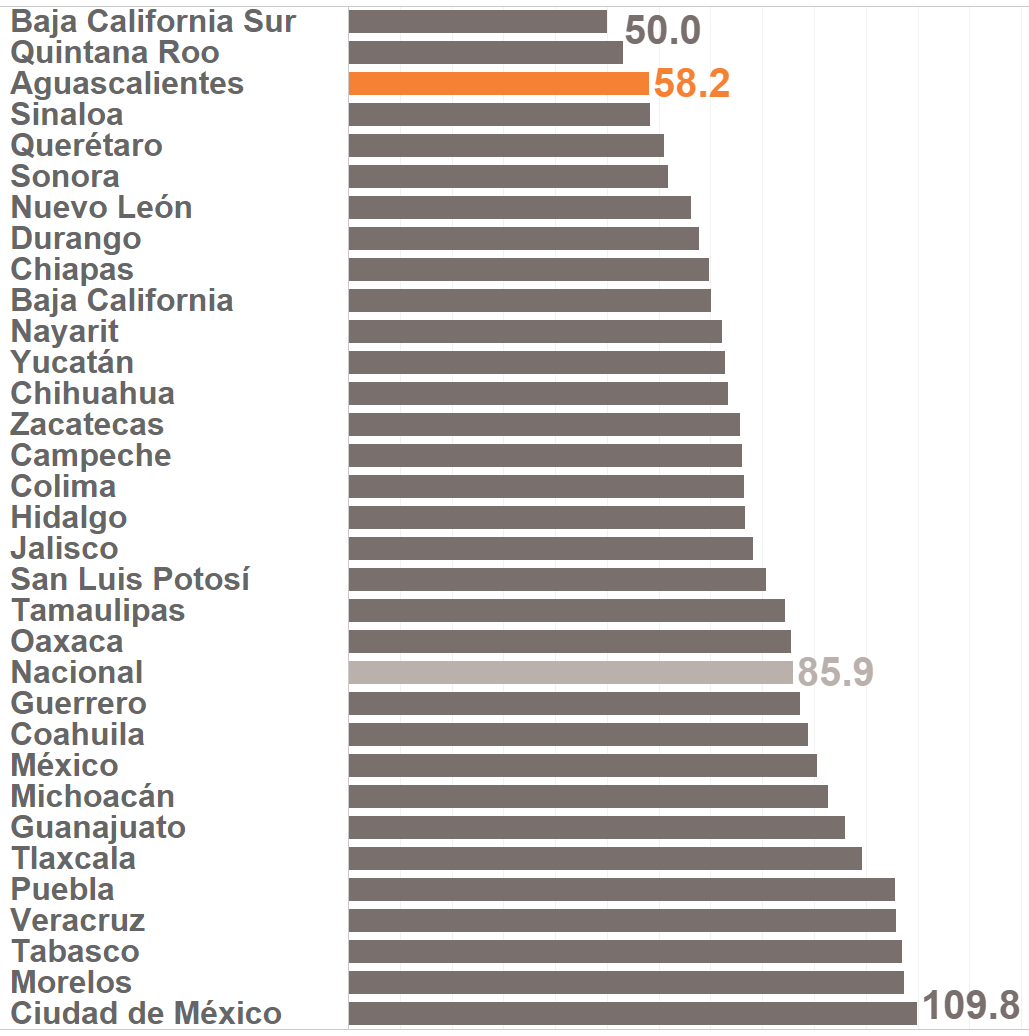 Baja California Sur 50.0
Quintana Roo
Aguascalientes 58.2
Sinaloa
Querétaro
Sonora
Nuevo León
Durango
Chiapas
Baja California
Nayarit
Yucatán
Chihuahua
Zacatecas
Campeche
Colima
Hidalgo
Jalisco
San Luis Potosí
Tamaulipas
Oaxaca
Nacional 85.9
Guerrero
Coahuila
México
Michoacán
Guanajuato
Tlaxcala
Puebla
Veracruz
Tabasco
Morelos
Ciudad de México 109.8